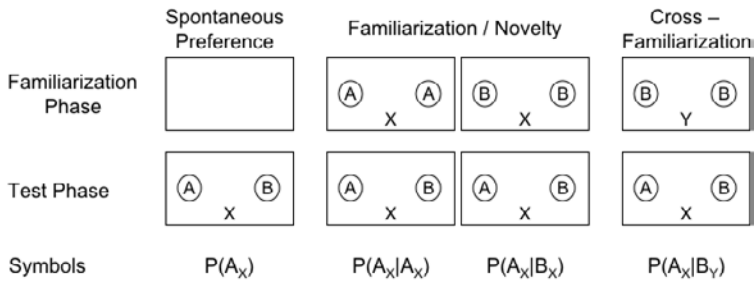 Spontaneous
Preference
Familiarization / Novelty
Cross –
Familiarization
Familiarization
Phase
A A B B B B
X X Y
Test Phase
A B A B A B A B
X X X X
Symbols P(A_X) P(A_X|A_X) P(A_X|B_X) P(A_X|B_Y)